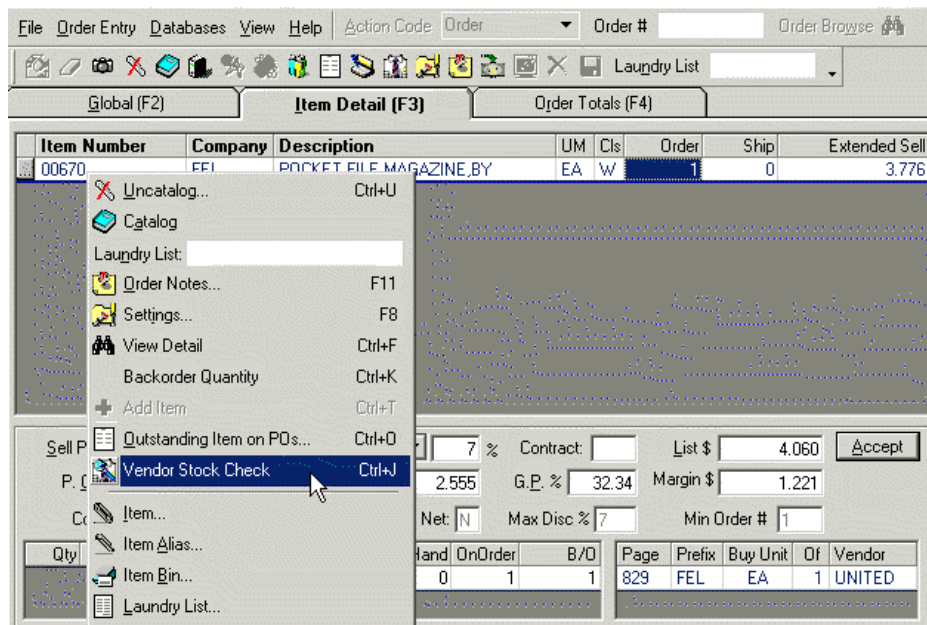 File Order Entry Databases View Help Action Code Order Order # Order Browse
Laundry List
Global (F2) Item Detail (F3) Order Totals (F4)
Item Number Company Description UM Cls Order Ship Extended Sell
00670 FEL POCKET FILE MAGAZINE,BY EA W 1 0 3.776
Uncatalog... Ctrl+U
Catalog
Laundry List:
Order Notes... F11
Settings... F8
View Detail Ctrl+F
Backorder Quantity Ctrl+K
Add Item Ctrl+T
Outstanding Item on POs... Ctrl+O
Vendor Stock Check Ctrl+J
Item...
Item Alias...
Item Bin...
Laundry List...
Sell P 7 % Contract: List $ 4.060 Accept
P. 2.555 G.P. % 32.34 Margin $ 1.221
Co Net: N Max Disc % 7 Min Order # 1
Qty Hand OnOrder B/O Page Prefix Buy Unit Of Vendor
0 1 1 829 FEL EA 1 UNITED